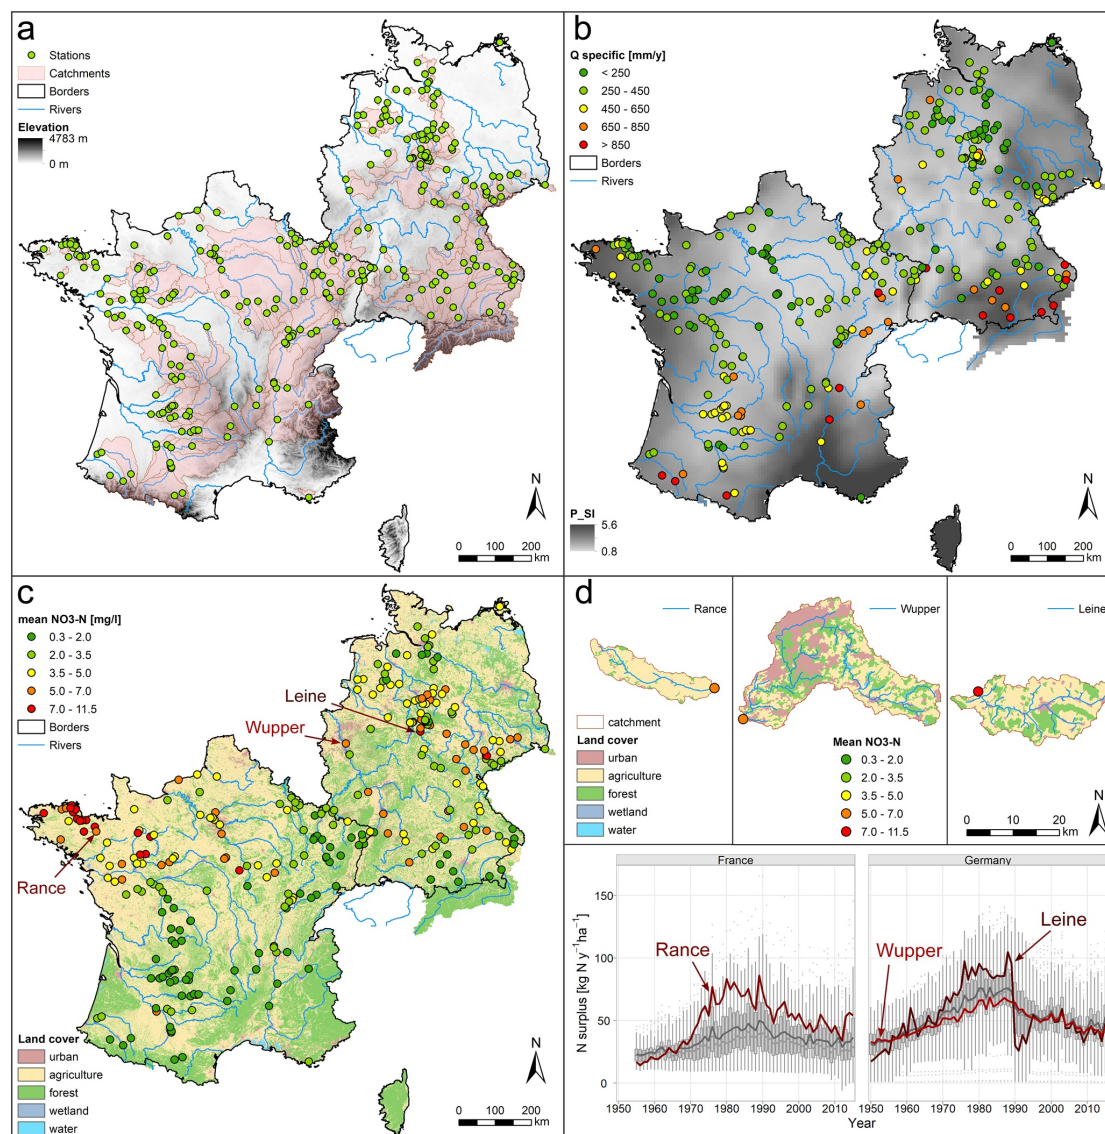 a
Stations
Catchments
Borders
Rivers
Elevation
4783 m
0 m
N
0 100 200
km
b
Q specific [mm/y]
< 250
250 - 450
450 - 650
650 - 850
> 850
Borders
Rivers
P_SI
5.6
0.8
N
0 100 200
km
c
mean NO3-N [mg/l]
0.3 - 2.0
2.0 - 3.5
3.5 - 5.0
5.0 - 7.0
7.0 - 11.5
Borders
Rivers
Leine
Wupper
Rance
Land cover
urban
agriculture
forest
wetland
water
N
0 100 200
km
d
Rance
Wupper
Leine
catchment
Land cover
urban
agriculture
forest
wetland
water
Mean NO3-N
0.3 - 2.0
2.0 - 3.5
3.5 - 5.0
5.0 - 7.0
7.0 - 11.5
N
0 10 20
km
France
Germany
N surplus [kg N y⁻¹ha⁻¹]
150
100
50
0
Rance
Wupper
Leine
1950 1960 1970 1980 1990 2000 2010
1950 1960 1970 1980 1990 2000 2010
Year